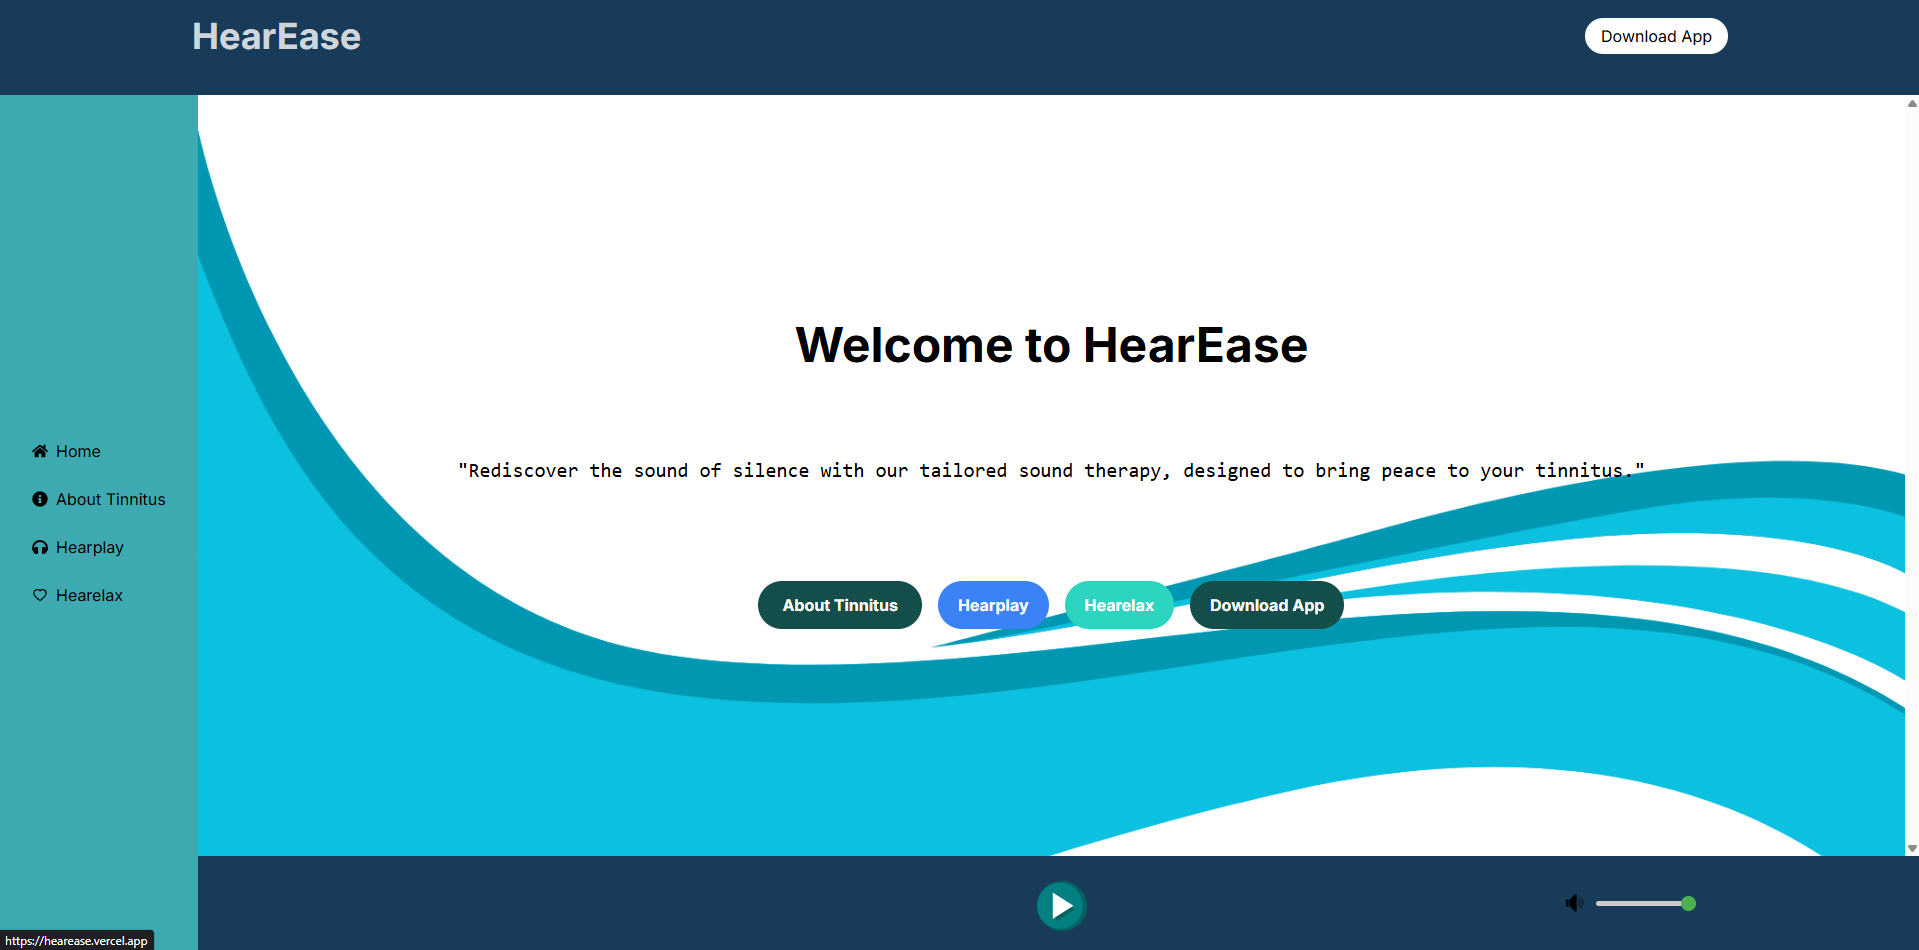 HearEase
Download App
Home
About Tinnitus
Hearplay
Hearelax
Welcome to HearEase
"Rediscover the sound of silence with our tailored sound therapy, designed to bring peace to your tinnitus."
About Tinnitus
Hearplay
Hearelax
Download App
https://hearease.vercel.app